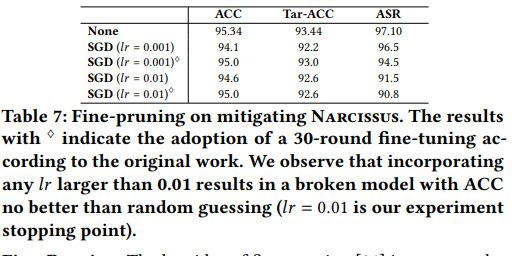 ACC Tar-ACC ASR
None 95.34 93.44 97.10
SGD (lr = 0.001) 94.1 92.2 96.5
SGD (lr = 0.001)◇ 95.0 93.0 94.5
SGD (lr = 0.01) 94.6 92.6 91.5
SGD (lr = 0.01)◇ 95.0 92.6 90.8
Table 7: Fine-pruning on mitigating NARCISSUS. The results
with ◇ indicate the adoption of a 30-round fine-tuning ac-
cording to the original work. We observe that incorporating
any lr larger than 0.01 results in a broken model with ACC
no better than random guessing (lr = 0.01 is our experiment
stopping point).